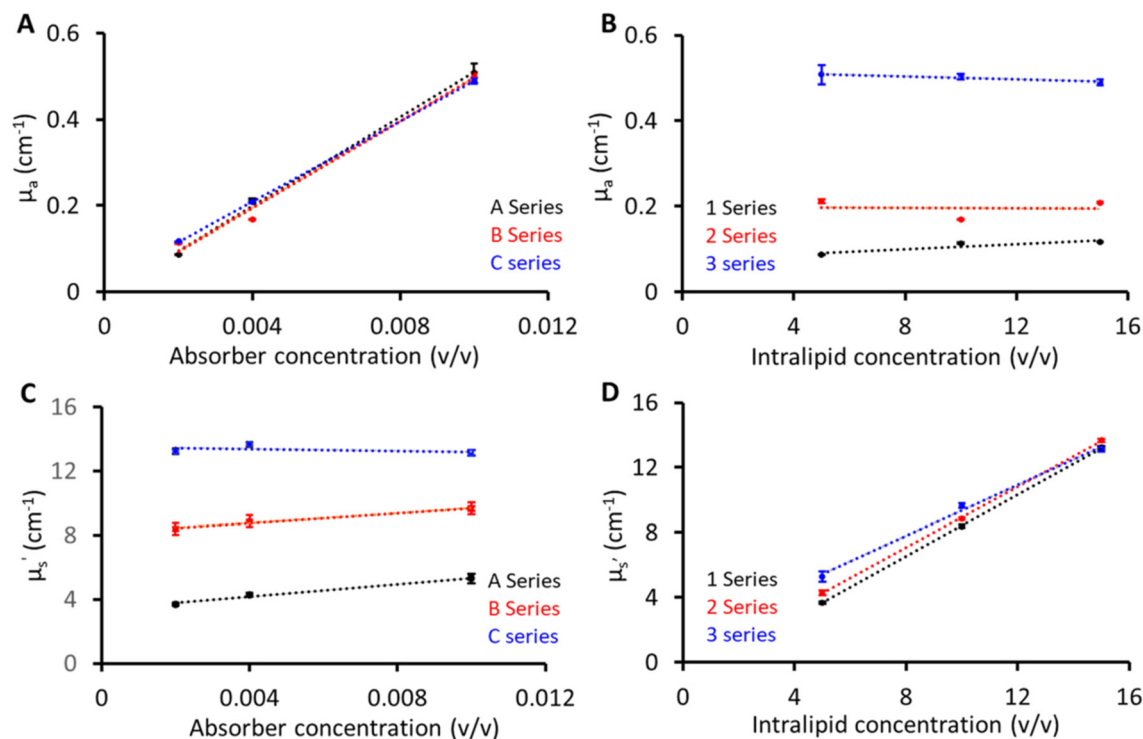 A
B
0.6
0.4
0.2
0
μa (cm-1)
A Series
B Series
C series
0
0.004
0.008
0.012
Absorber concentration (v/v)
0.6
0.4
0.2
0
μa (cm-1)
1 Series
2 Series
3 series
0
4
8
12
16
Intralipid concentration (v/v)
C
D
16
12
8
4
0
μs' (cm-1)
A Series
B Series
C series
0
0.004
0.008
0.012
Absorber concentration (v/v)
16
12
8
4
0
μs' (cm-1)
1 Series
2 Series
3 series
0
4
8
12
16
Intralipid concentration (v/v)